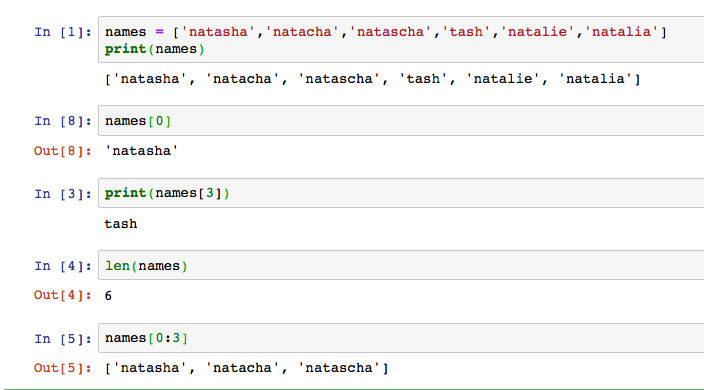 In [1]: names = ['natasha','natacha','natascha','tash','natalie','natalia']
print(names)
['natasha', 'natacha', 'natascha', 'tash', 'natalie', 'natalia']
In [8]: names[0]
Out[8]: 'natasha'
In [3]: print(names[3])
tash
In [4]: len(names)
Out[4]: 6
In [5]: names[0:3]
Out[5]: ['natasha', 'natacha', 'natascha']